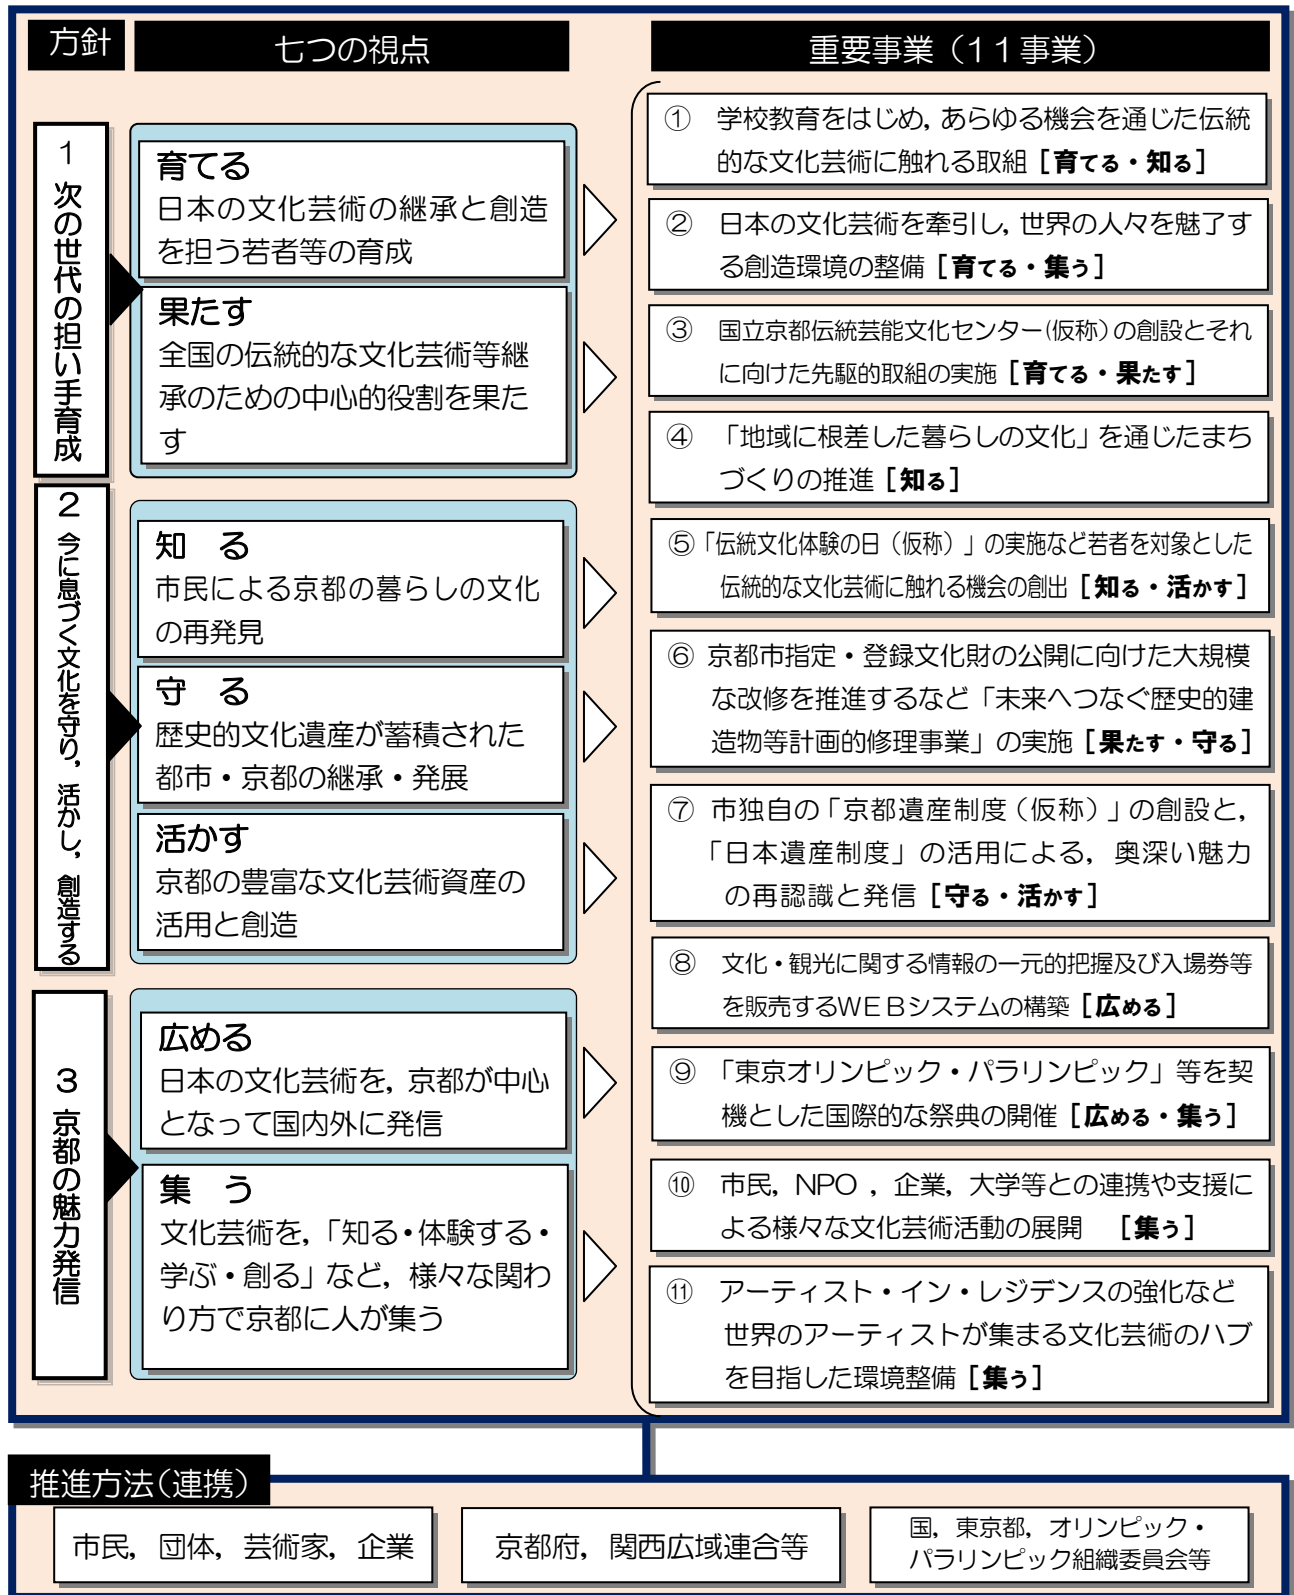 方針
七つの視点
重要事業（１１事業）
1 次の世代の担い手育成
育てる
日本の文化芸術の継承と創造
を担う若者等の育成
果たす
全国の伝統的な文化芸術等継
承のための中心的役割を果た
す
2 今に息づく文化を守り，活かし，創造する
知　る
市民による京都の暮らしの文化
の再発見
守　る
歴史的文化遺産が蓄積された
都市・京都の継承・発展
活かす
京都の豊富な文化芸術資産の
活用と創造
3 京都の魅力発信
広める
日本の文化芸術を，京都が中心
となって国内外に発信
集　う
文化芸術を，「知る・体験する・
学ぶ・創る」など，様々な関わ
り方で京都に人が集う
①　学校教育をはじめ，あらゆる機会を通じた伝統
的な文化芸術に触れる取組［育てる・知る］
②　日本の文化芸術を牽引し，世界の人々を魅了す
る創造環境の整備［育てる・集う］
③　国立京都伝統芸能文化センター（仮称）の創設とそれ
に向けた先駆的取組の実施［育てる・果たす］
④　「地域に根差した暮らしの文化」を通じたまち
づくりの推進［知る］
⑤「伝統文化体験の日（仮称）」の実施など若者を対象とした
伝統的な文化芸術に触れる機会の創出［知る・活かす］
⑥ 京都市指定・登録文化財の公開に向けた大規模
な改修を推進するなど「未来へつなぐ歴史的建
造物等計画的修理事業」の実施［果たす・守る］
⑦ 市独自の「京都遺産制度（仮称）」の創設と，
「日本遺産制度」の活用による，奥深い魅力
の再認識と発信［守る・活かす］
⑧　文化・観光に関する情報の一元的把握及び入場券等
を販売するＷＥＢシステムの構築［広める］
⑨　「東京オリンピック・パラリンピック」等を契
機とした国際的な祭典の開催［広める・集う］
⑩　市民，NPO ，企業，大学等との連携や支援に
よる様々な文化芸術活動の展開　［集う］
⑪　アーティスト・イン・レジデンスの強化など
世界のアーティストが集まる文化芸術のハブ
を目指した環境整備［集う］
推進方法（連携）
市民，団体，芸術家，企業
京都府，関西広域連合等
国，東京都，オリンピック・
パラリンピック組織委員会等